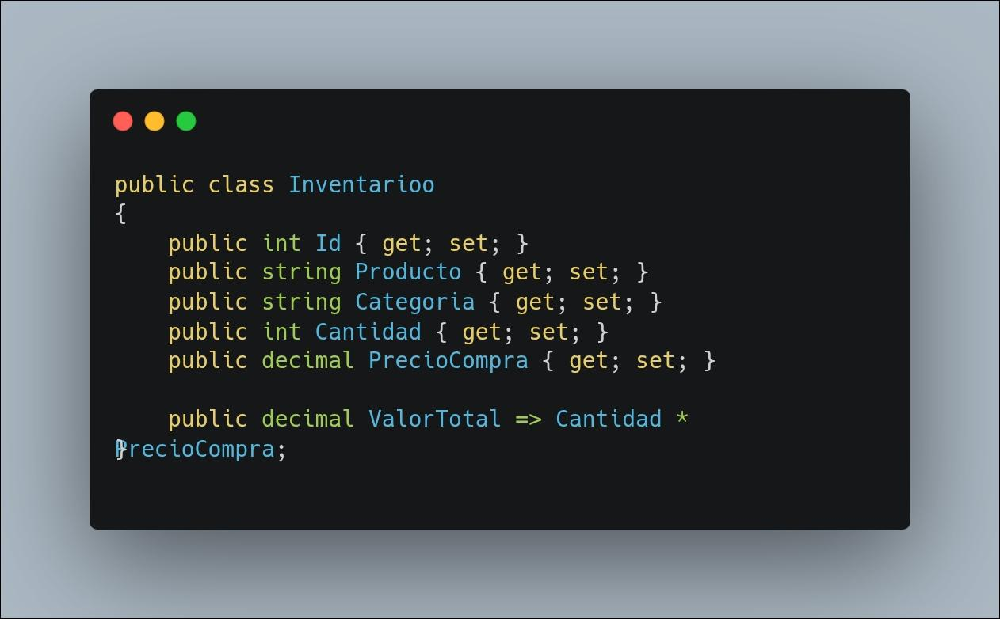 public class Inventarioo
{
    public int Id { get; set; }
    public string Producto { get; set; }
    public string Categoria { get; set; }
    public int Cantidad { get; set; }
    public decimal PrecioCompra { get; set; }

    public decimal ValorTotal => Cantidad *
PrecioCompra;
}